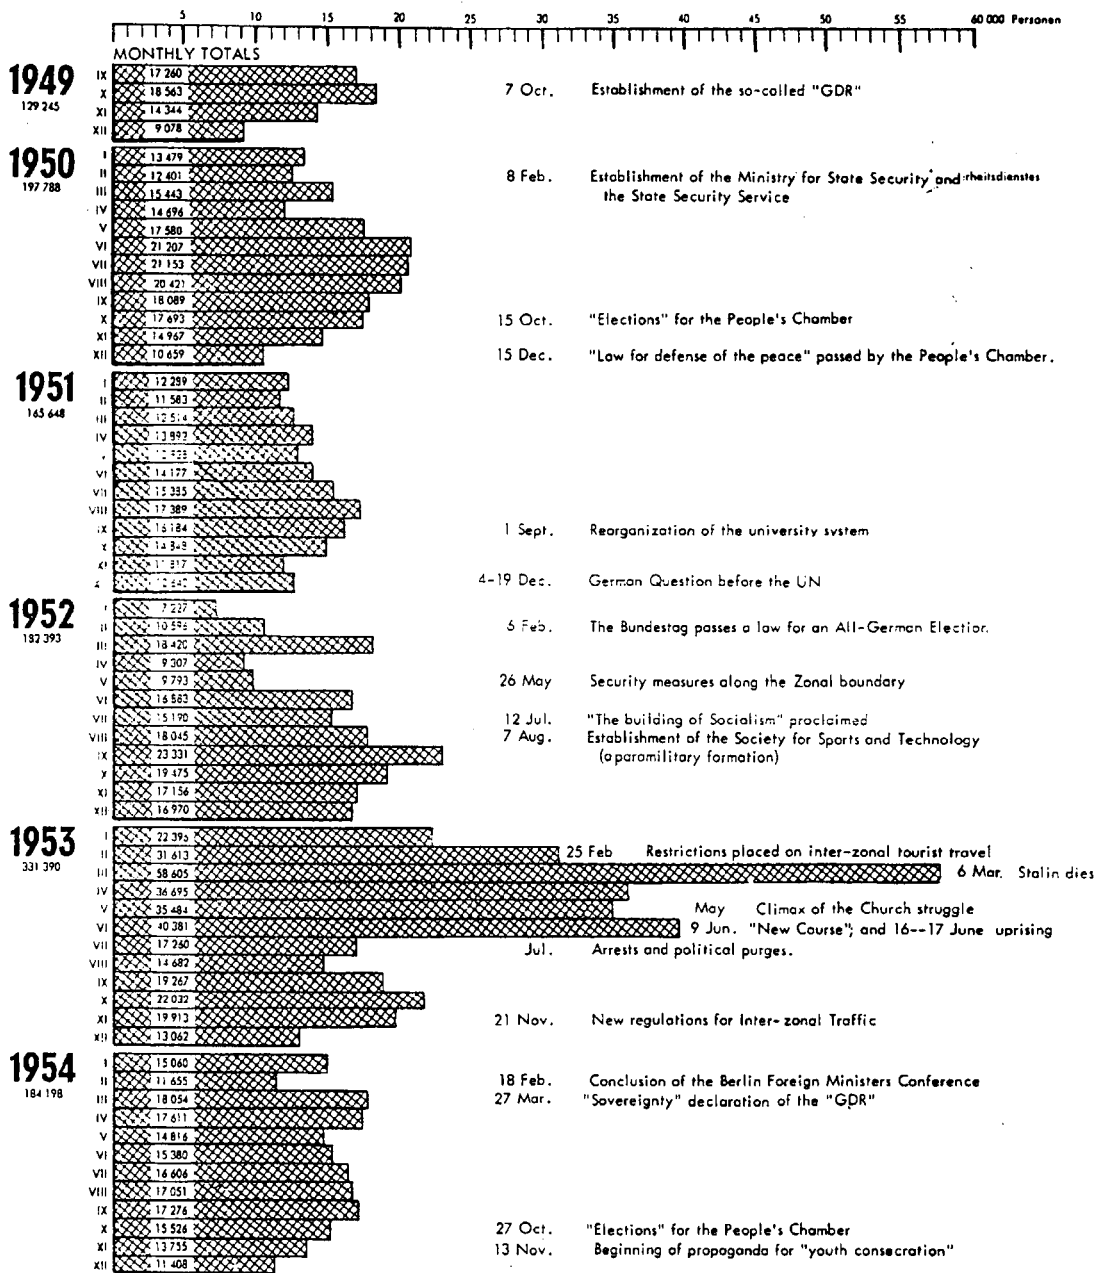 5 10 15 20 25 30 35 40 45 50 55 60 000 Personen
MONTHLY TOTALS
1949
129 245
IX 17 260
X 18 563 7 Oct. Establishment of the so-called "GDR"
XI 14 344
XII 9 078
1950
197 788
I 13 479
II 12 401 8 Feb. Establishment of the Ministry for State Security and rheitsdienstes
III 15 443 the State Security Service
IV 14 696
V 17 580
VI 21 207
VII 21 153
VIII 20 421
IX 18 089
X 17 693 15 Oct. "Elections" for the People's Chamber
XI 14 967
XII 10 659 15 Dec. "Law for defense of the peace" passed by the People's Chamber.
1951
165 648
I 12 289
II 11 583
III 12 514
IV 13 892
VI 14 177
VII 15 335
VIII 17 389
IX 16 184 1 Sept. Reorganization of the university system
X 14 848
XI 11 817
4-19 Dec. German Question before the UN
1952
182 393
I 7 227
II 10 596 6 Feb. The Bundestag passes a law for an All-German Election.
III 18 420
IV 9 307
V 9 793 26 May Security measures along the Zonal boundary
VI 16 583
VII 15 190 12 Jul. "The building of Socialism" proclaimed
VIII 18 045 7 Aug. Establishment of the Society for Sports and Technology
IX 23 331 (a paramilitary formation)
X 19 475
XI 17 156
XII 16 970
1953
331 390
I 22 395
II 31 613 25 Feb Restrictions placed on inter-zonal tourist travel
III 58 605 6 Mar. Stalin dies
IV 36 695
V 35 484 May Climax of the Church struggle
VI 40 381 9 Jun. "New Course"; and 16--17 June uprising
VII 17 260 Jul. Arrests and political purges.
VIII 14 682
IX 19 267
X 22 032
XI 19 913 21 Nov. New regulations for Inter-zonal Traffic
XII 13 062
1954
184 198
I 15 060
II 11 655 18 Feb. Conclusion of the Berlin Foreign Ministers Conference
III 18 054 27 Mar. "Sovereignty" declaration of the "GDR"
IV 17 611
V 14 816
VI 15 380
VII 16 606
VIII 17 051
IX 17 276
X 15 526 27 Oct. "Elections" for the People's Chamber
XI 13 755 13 Nov. Beginning of propaganda for "youth consecration"
XII 11 408